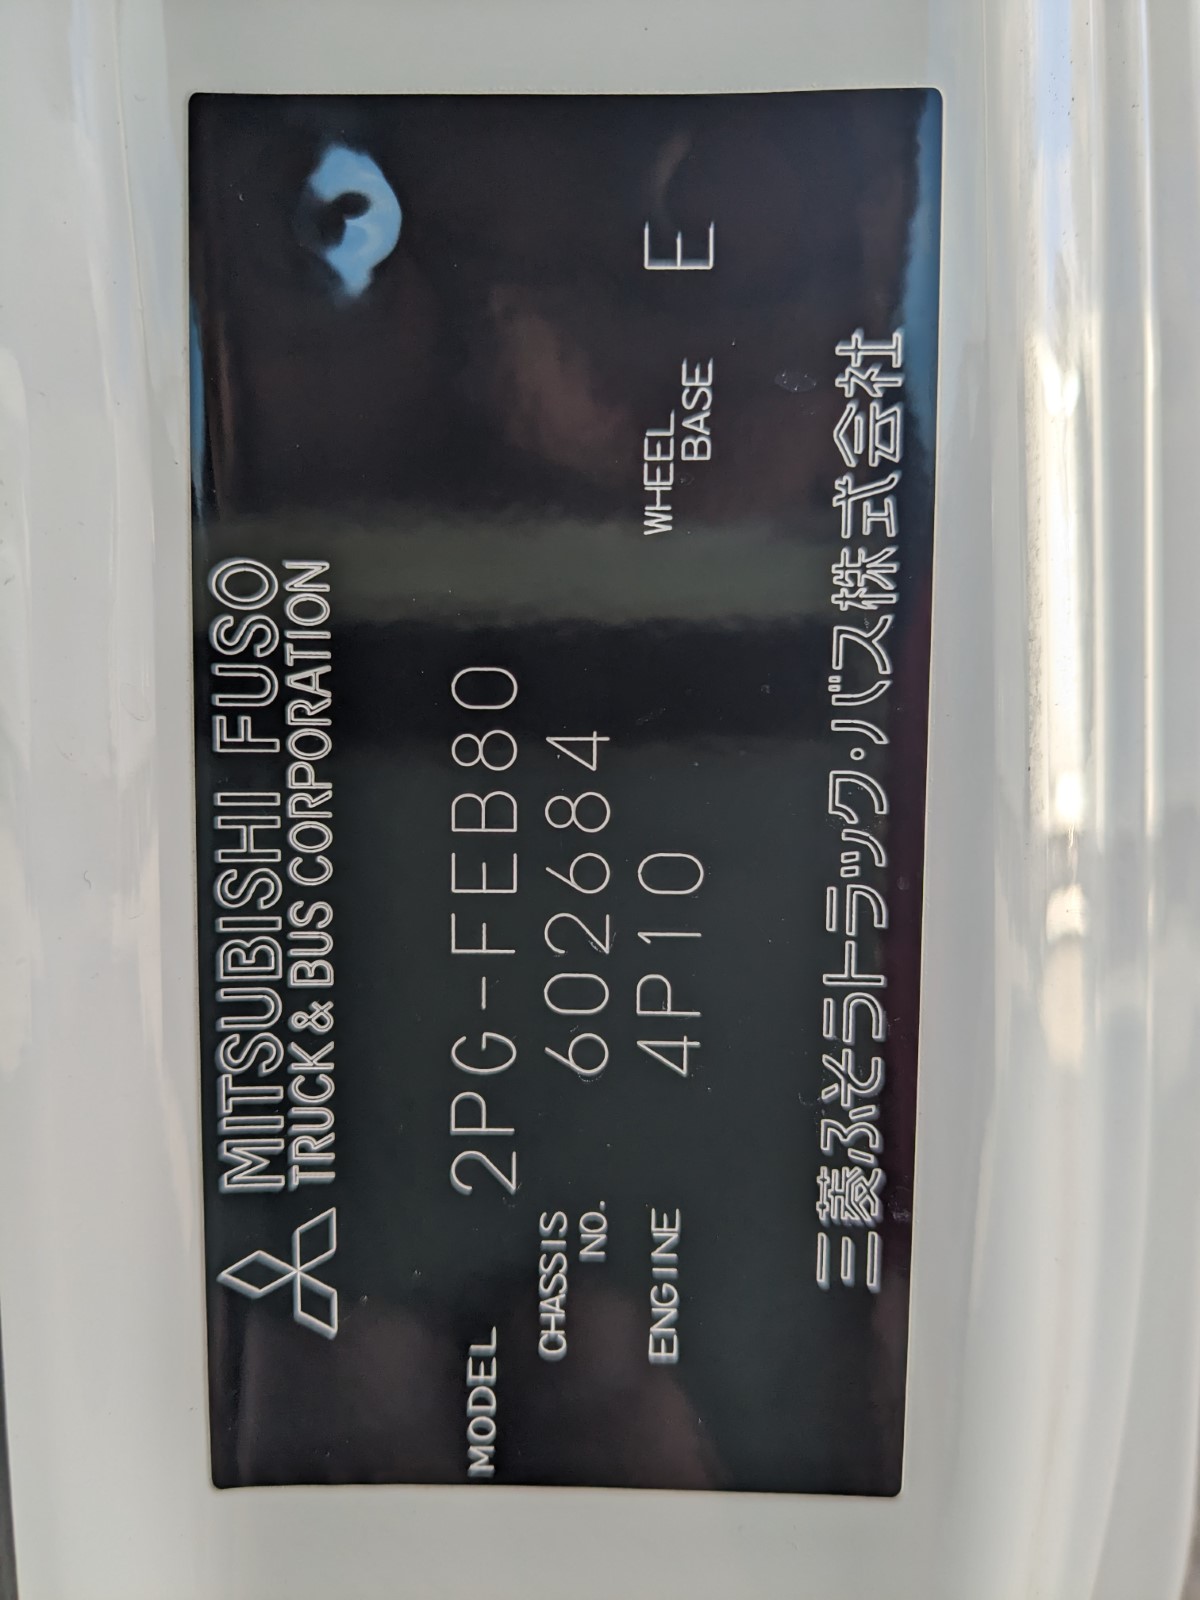 MITSUBISHI FUSO
TRUCK & BUS CORPORATION
MODEL 2PG-FEB80
CHASSIS NO. 602684
ENGINE 4P10 WHEEL BASE E
三菱ふそうトラック・バス株式会社